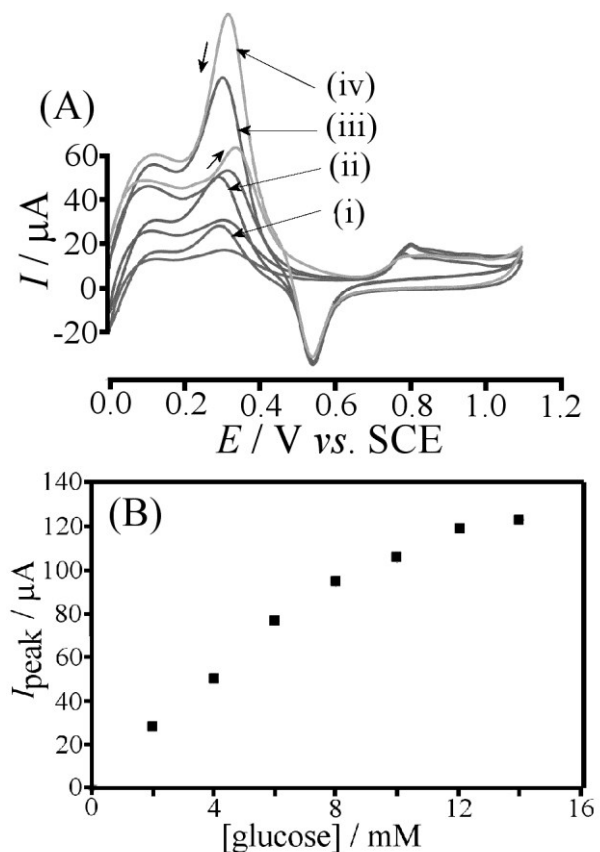 (A)
(iv)
(iii)
(ii)
(i)
I / μA
60
40
20
0
-20
0.0 0.2 0.4 0.6 0.8 1.0 1.2
E / V vs. SCE
(B)
Ipeak / μA
140
120
100
80
60
40
20
0
0 4 8 12 16
[glucose] / mM